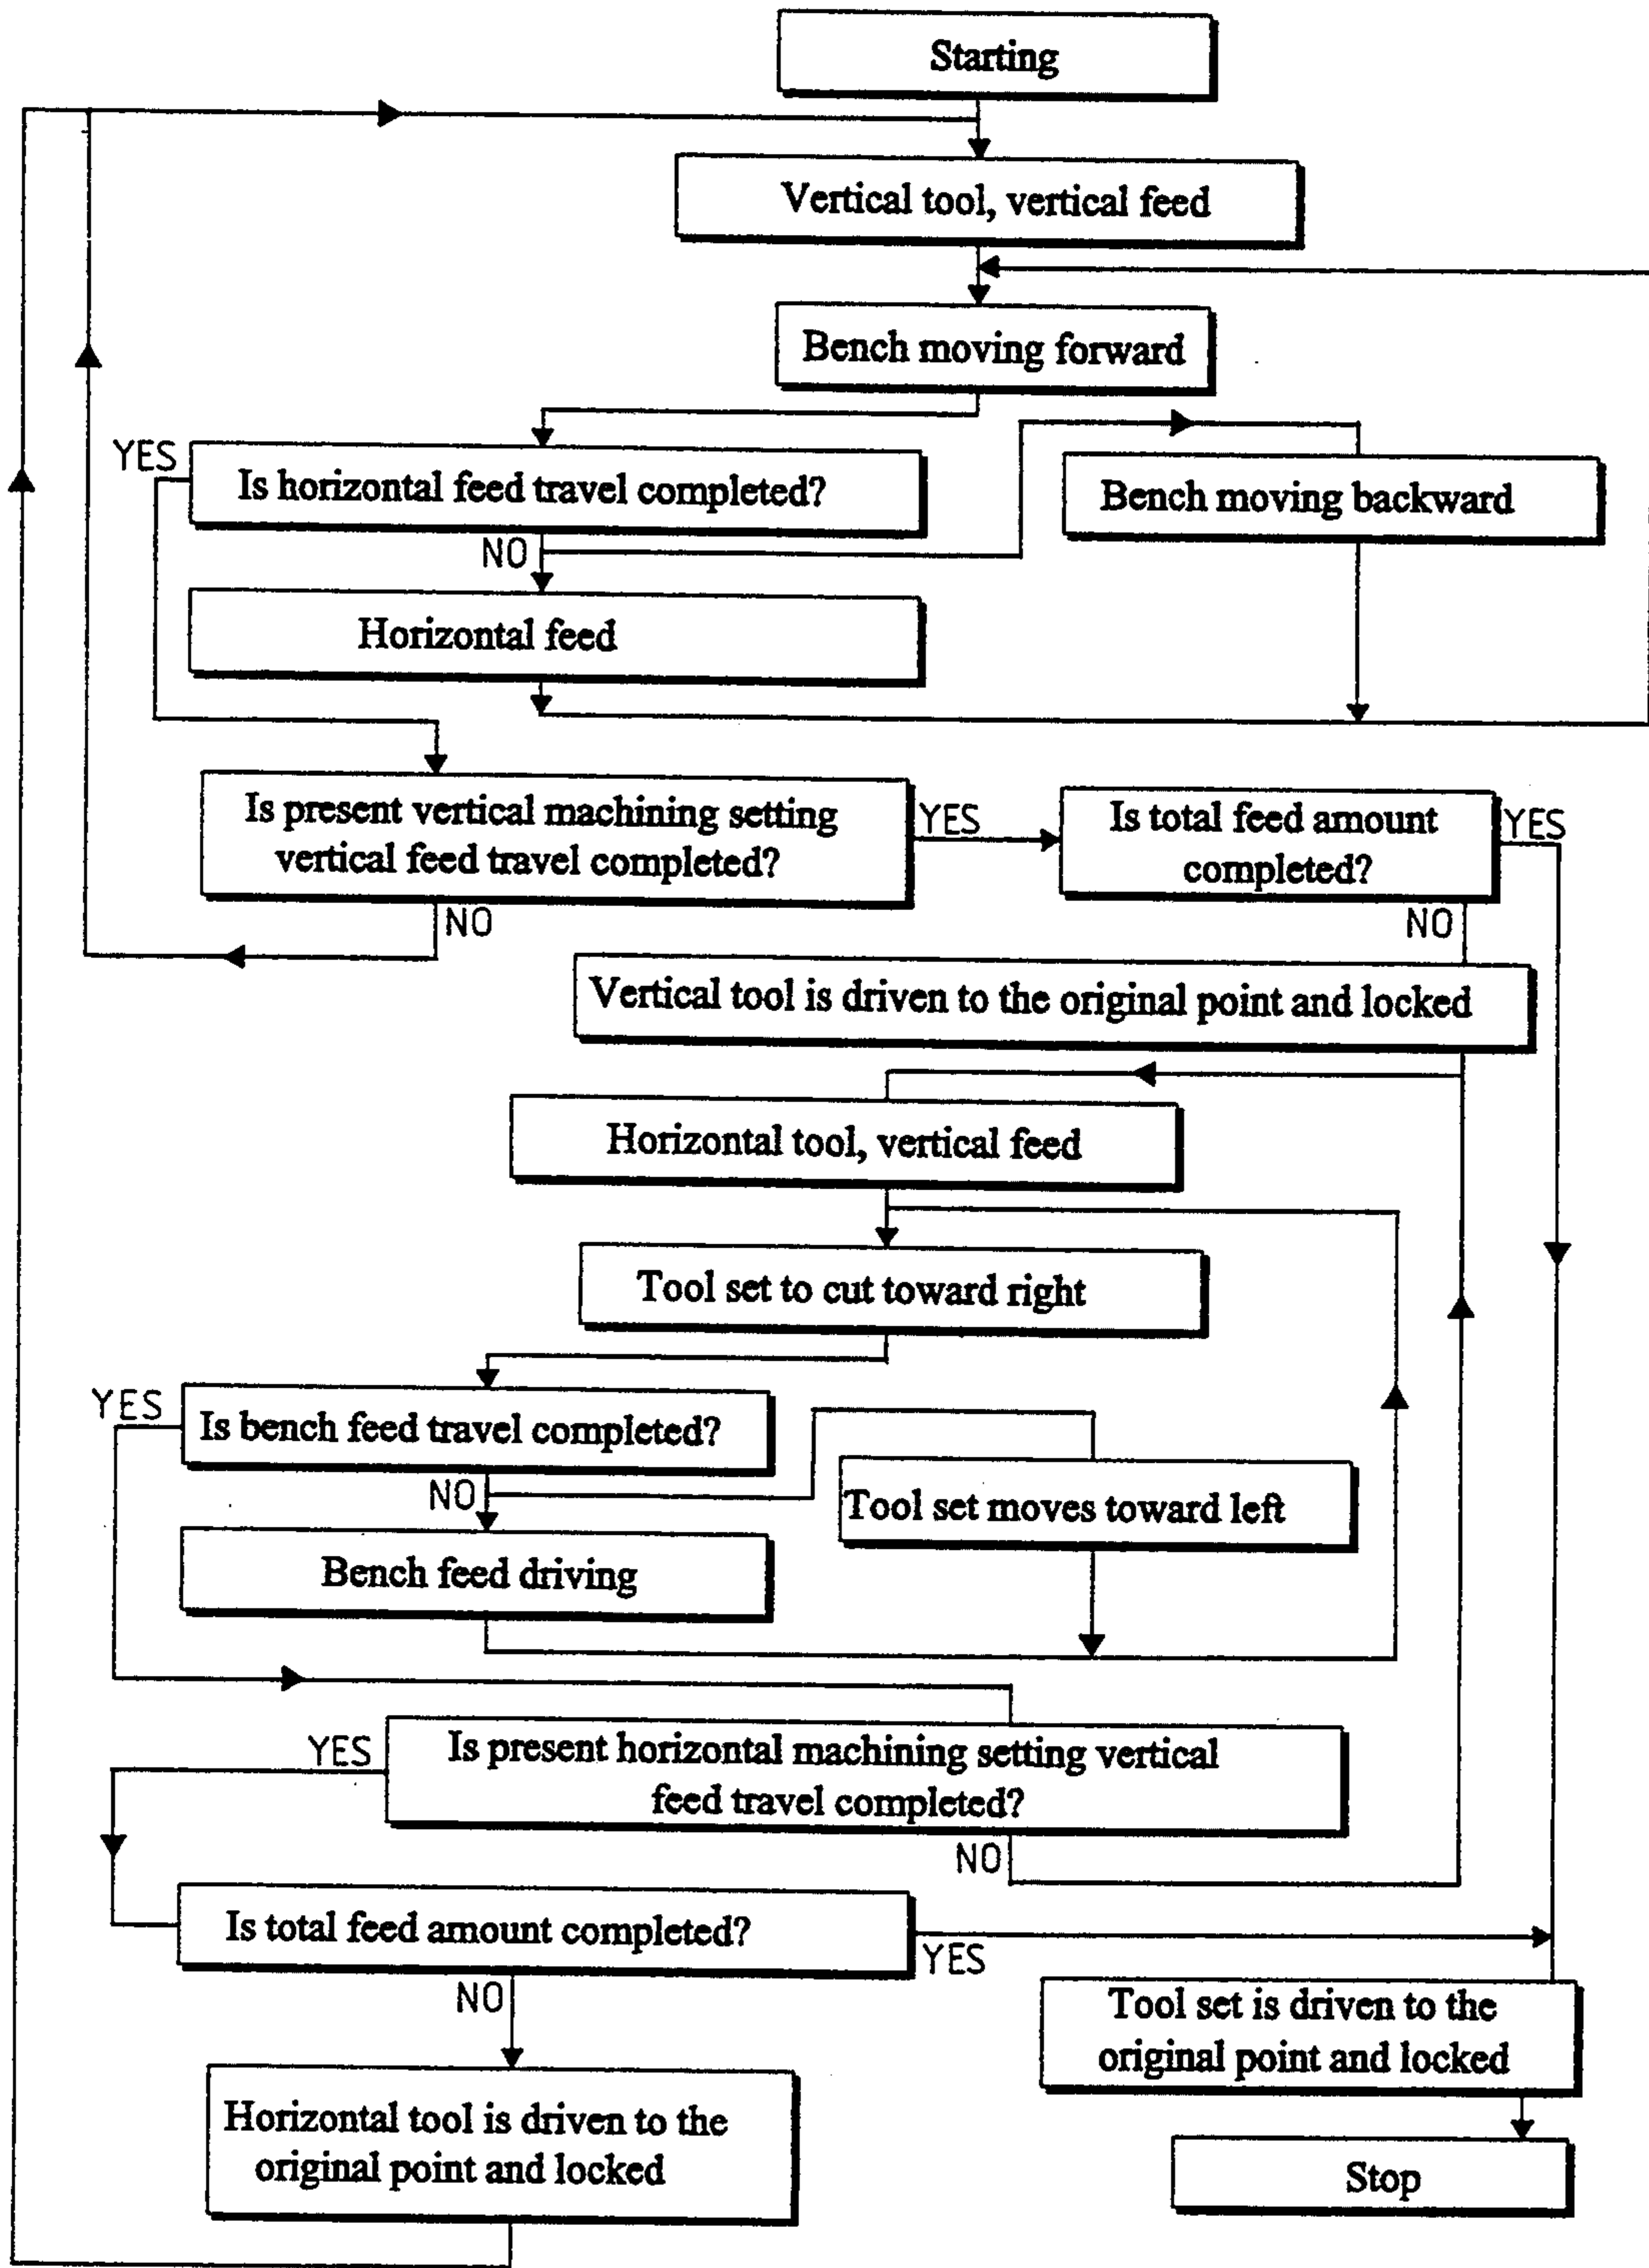 Starting
Vertical tool, vertical feed
Bench moving forward
YES
Is horizontal feed travel completed?
Bench moving backward
NO
Horizontal feed
Is present vertical machining setting
vertical feed travel completed?
YES
Is total feed amount
completed?
YES
NO
NO
Vertical tool is driven to the original point and locked
Horizontal tool, vertical feed
Tool set to cut toward right
YES
Is bench feed travel completed?
NO
Tool set moves toward left
Bench feed driving
YES
Is present horizontal machining setting vertical
feed travel completed?
NO
Is total feed amount completed?
YES
NO
Tool set is driven to the
original point and locked
Horizontal tool is driven to the
original point and locked
Stop